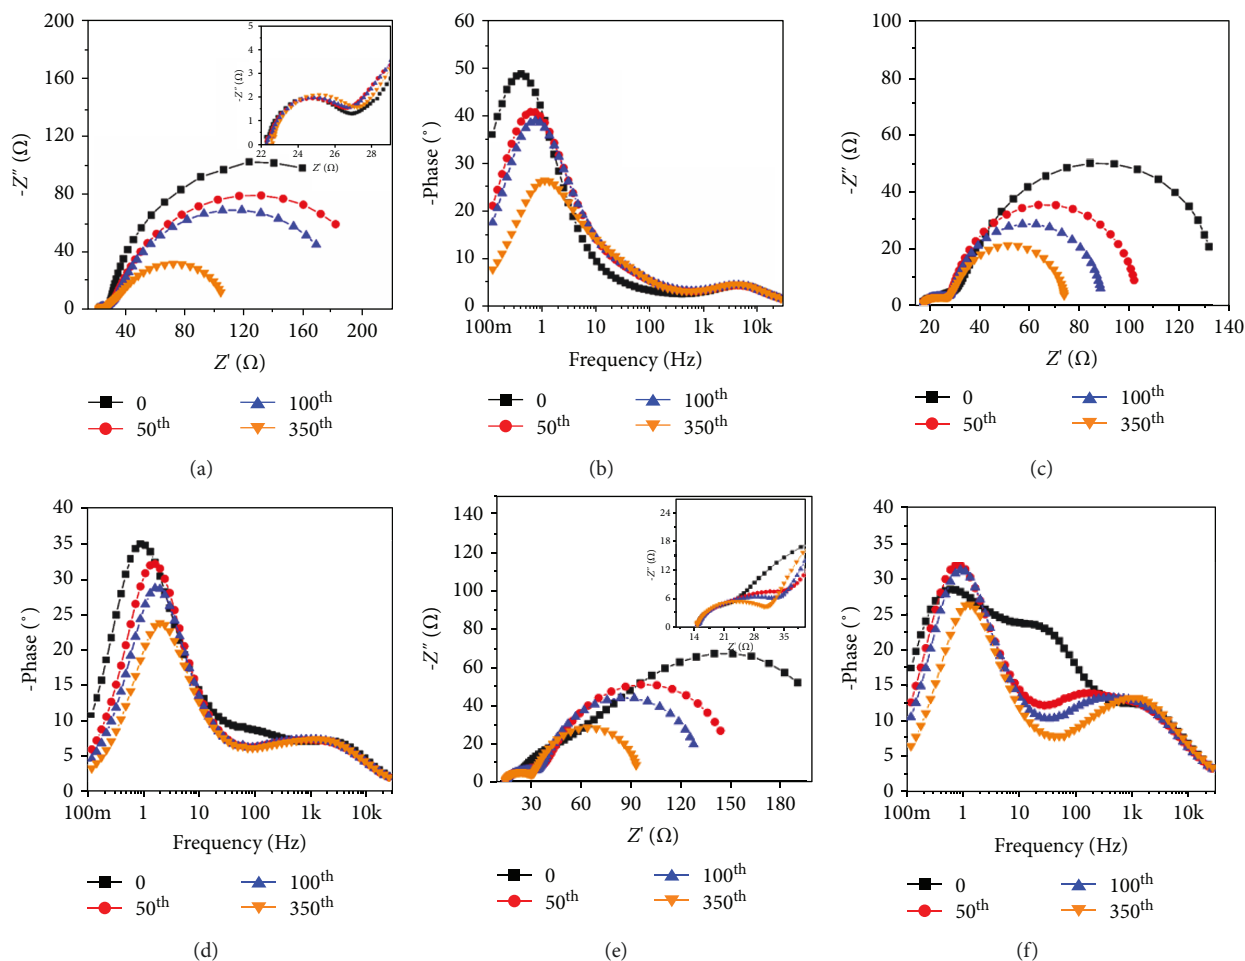 200
160
120
100
80
40
0
-Z″ (Ω)
40 80 120 160 200
Z′ (Ω)
5
4
3
2
1
0
-Z″ (Ω)
22 24 26 28
Z′ (Ω)
0 100th
50th 350th
(a)
60
50
40
30
20
10
0
-Phase (°)
100m 1 10 100 1k 10k
Frequency (Hz)
0 100th
50th 350th
(b)
100
80
60
40
20
0
-Z″ (Ω)
20 40 60 80 100 120 140
Z′ (Ω)
0 100th
50th 350th
(c)
40
35
30
25
20
15
10
5
0
-Phase (°)
100m 1 10 100 1k 10k
Frequency (Hz)
0 100th
50th 350th
(d)
140
120
100
80
60
40
20
0
-Z″ (Ω)
30 60 90 120 150 180
Z′ (Ω)
24
18
12
6
0
-Z″ (Ω)
14 21 28 35
Z′ (Ω)
0 100th
50th 350th
(e)
40
35
30
25
20
15
10
5
0
-Phase (°)
100m 1 10 100 1k 10k
Frequency (Hz)
0 100th
50th 350th
(f)